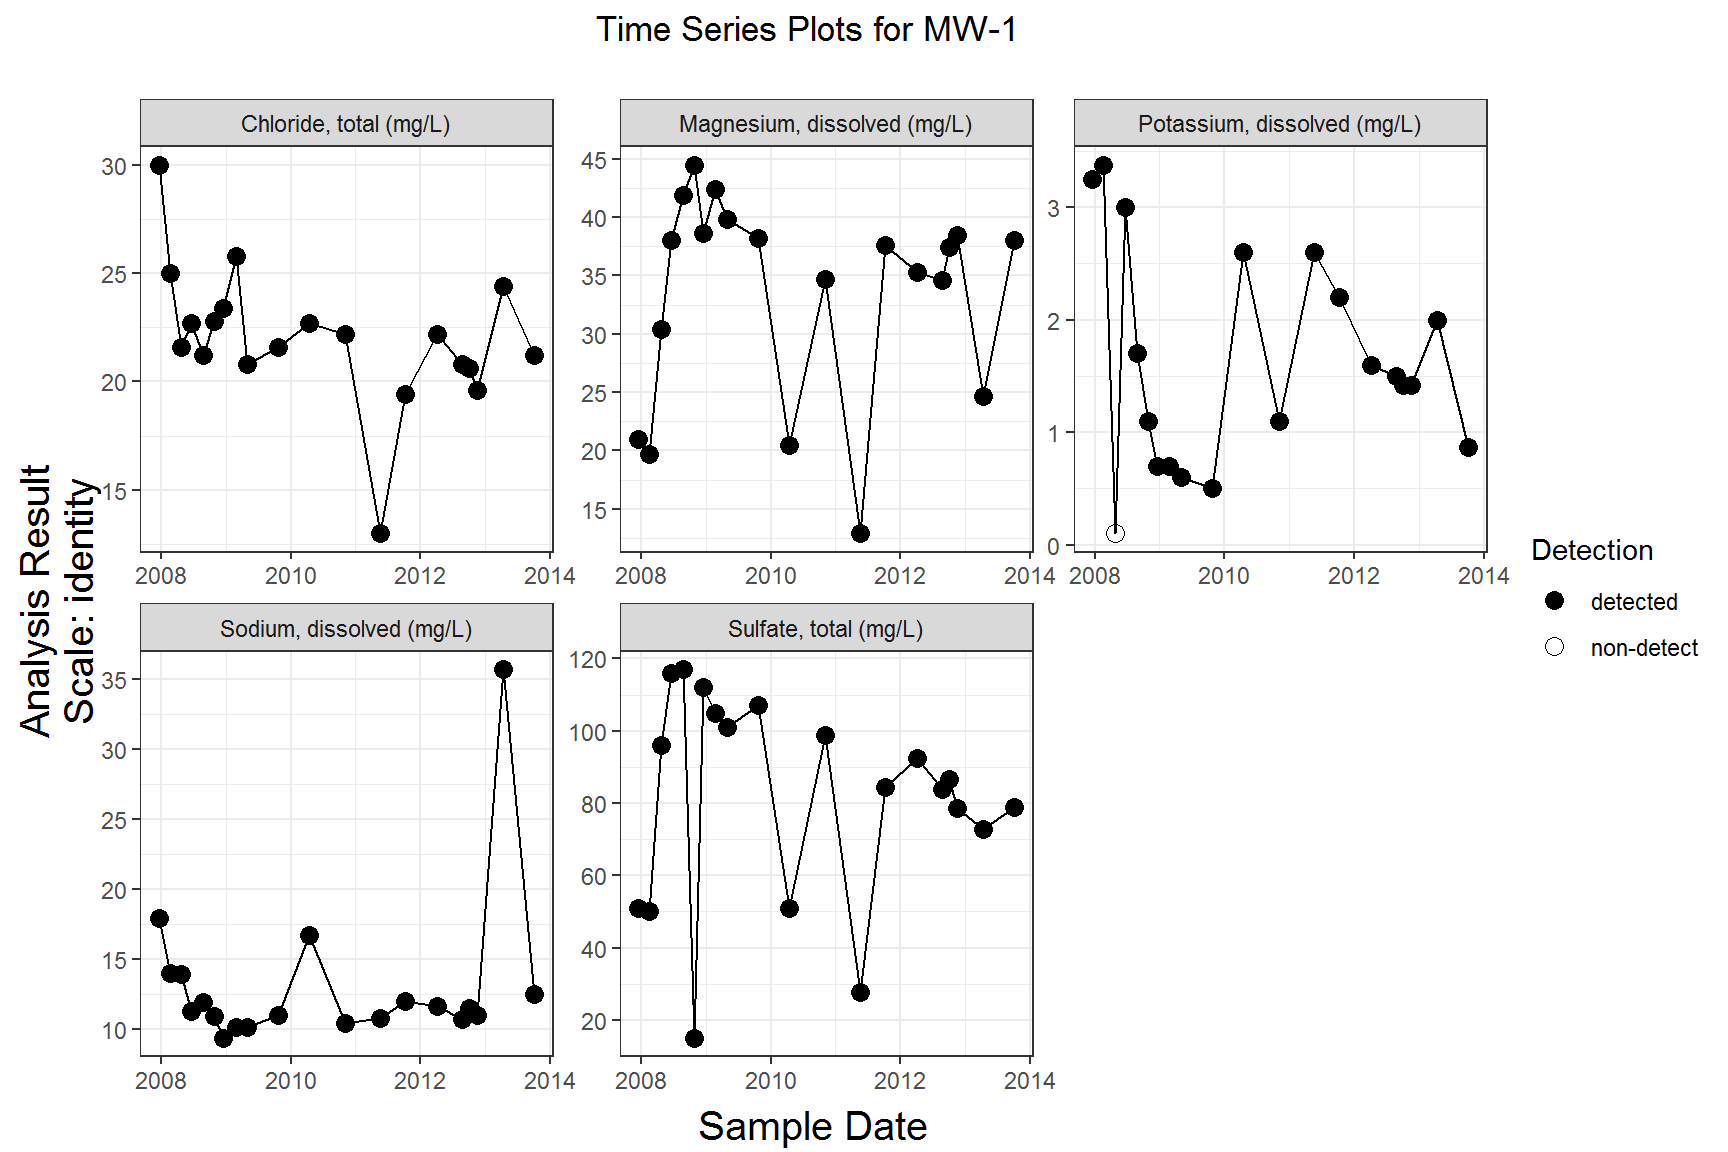 Time Series Plots for MW-1
Chloride, total (mg/L)
30
25
20
15
2008 2010 2012 2014
Magnesium, dissolved (mg/L)
45
40
35
30
25
20
15
2008 2010 2012 2014
Potassium, dissolved (mg/L)
3
2
1
0
2008 2010 2012 2014
Sodium, dissolved (mg/L)
35
30
25
20
15
10
2008 2010 2012 2014
Sulfate, total (mg/L)
120
100
80
60
40
20
2008 2010 2012 2014
Analysis Result
Scale: identity
Sample Date
Detection
detected
non-detect